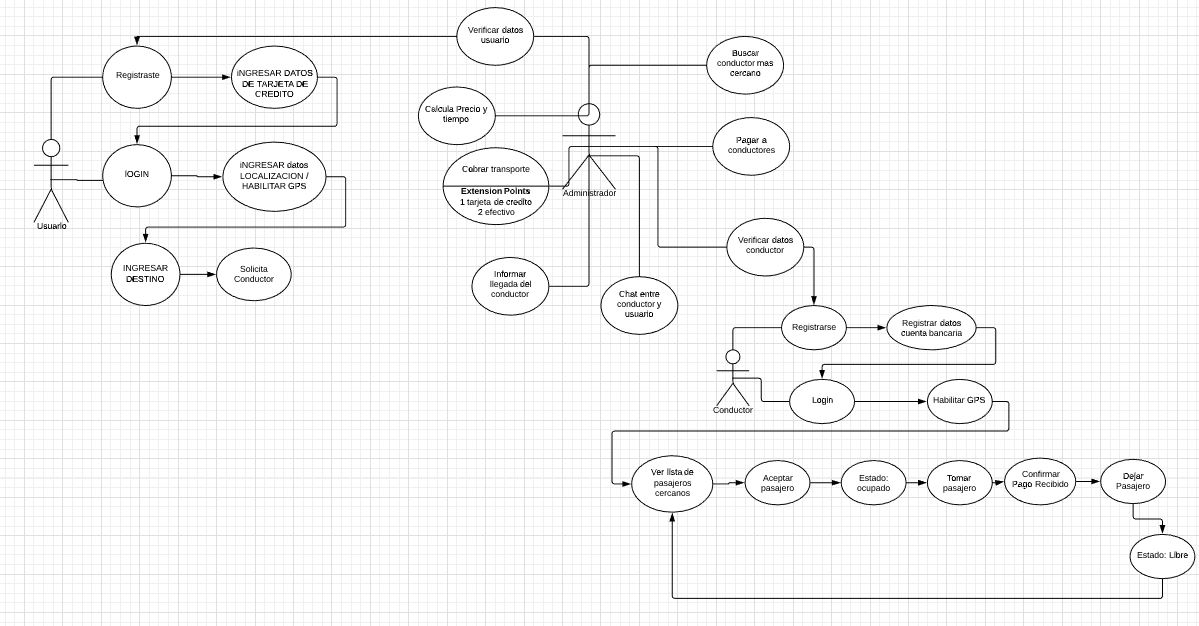 Verificar datos
usuario
Registraste
iNGRESAR DATOS
DE TARJETA DE
CREDITO
Buscar
conductor mas
cercano
Calcula Precio y
tiempo
Pagar a
conductores
lOGIN
iNGRESAR datos
LOCALIZACION /
HABILITAR GPS
Cobrar transporte
Extension Points
1 tarjeta de credito
2 efectivo
Administrador
Usuario
Verificar datos
conductor
INGRESAR
DESTINO
Solicita
Conductor
Informar
llegada del
conductor
Chat entre
conductor y
usuario
Registrarse
Registrar datos
cuenta bancaria
Conductor
Login
Habilitar GPS
Ver lista de
pasajeros
cercanos
Aceptar
pasajero
Estado:
ocupado
Tomar
pasajero
Confirmar
Pago Recibido
Dejar
Pasajero
Estado: Libre